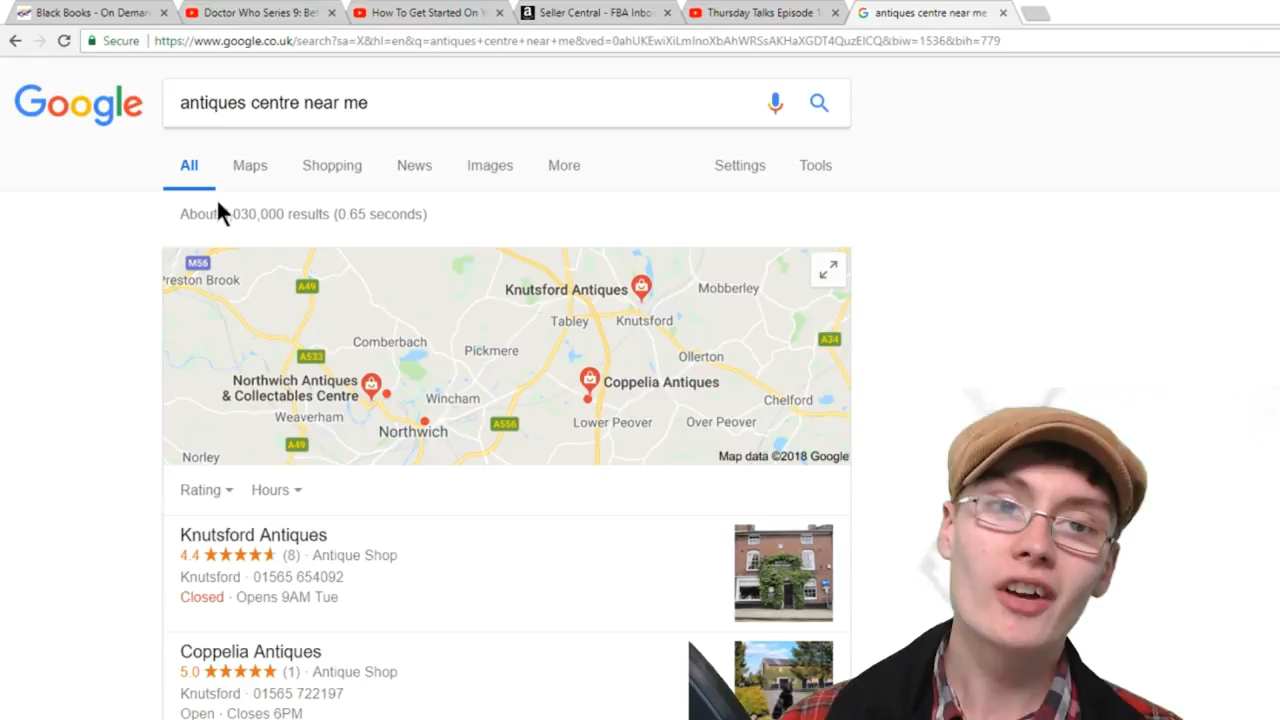 Black Books - On Deman
Doctor Who Series 9: Be
How To Get Started On Y
Seller Central - FBA Inbo
Thursday Talks Episode 1
antiques centre near me
Secure
https://www.google.co.uk/search?sa=X&hl=en&q=antiques+centre+near+me&ved=0ahUKEwiXiLmInoXbAhWRSsAKHaXGDT4QuzEICQ&biw=1536&bih=779
Google
antiques centre near me
All Maps Shopping News Images More Settings Tools
About 030,000 results (0.65 seconds)
M56
reston Brook
A49
Knutsford Antiques
Mobberley
Tabley
Knutsford
A34
Comberbach
Pickmere
A533
Ollerton
Northwich Antiques
& Collectables Centre
Coppelia Antiques
Wincham
Chelford
Weaverham
A556
Lower Peover
Over Peover
Northwich
A49
Norley
Map data ©2018 Google
Rating Hours
Knutsford Antiques
4.4 (8) · Antique Shop
Knutsford · 01565 654092
Closed · Opens 9AM Tue
Coppelia Antiques
5.0 (1) · Antique Shop
Knutsford · 01565 722197
Open · Closes 6PM